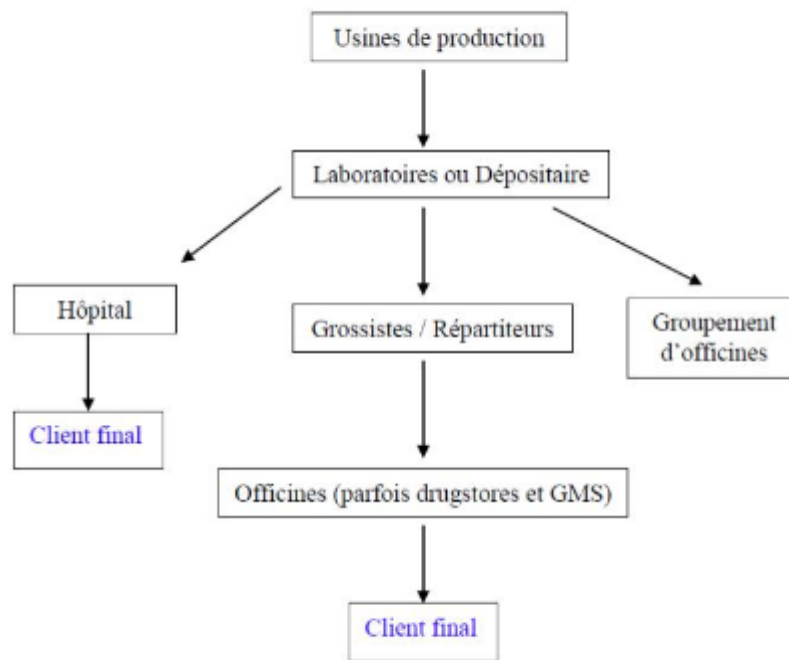 Usines de production
Laboratoires ou Dépositaire
Hôpital
Grossistes / Répartiteurs
Groupement
d'officines
Client final
Officines (parfois drugstores et GMS)
Client final